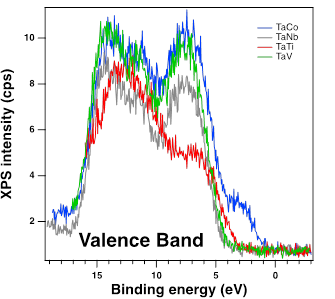 XPS intensity (cps)
10
8
6
4
2
TaCo
TaNb
TaTi
TaV
Valence Band
15
10
5
0
Binding energy (eV)